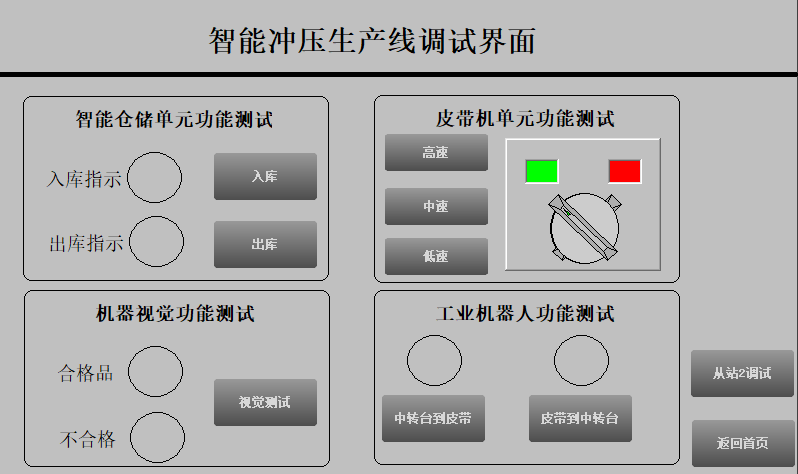 智能冲压生产线调试界面
智能仓储单元功能测试
入库指示
入库
出库指示
出库
皮带机单元功能测试
高速
中速
低速
机器视觉功能测试
合格品
视觉测试
不合格
工业机器人功能测试
中转台到皮带
皮带到中转台
从站2调试
返回首页